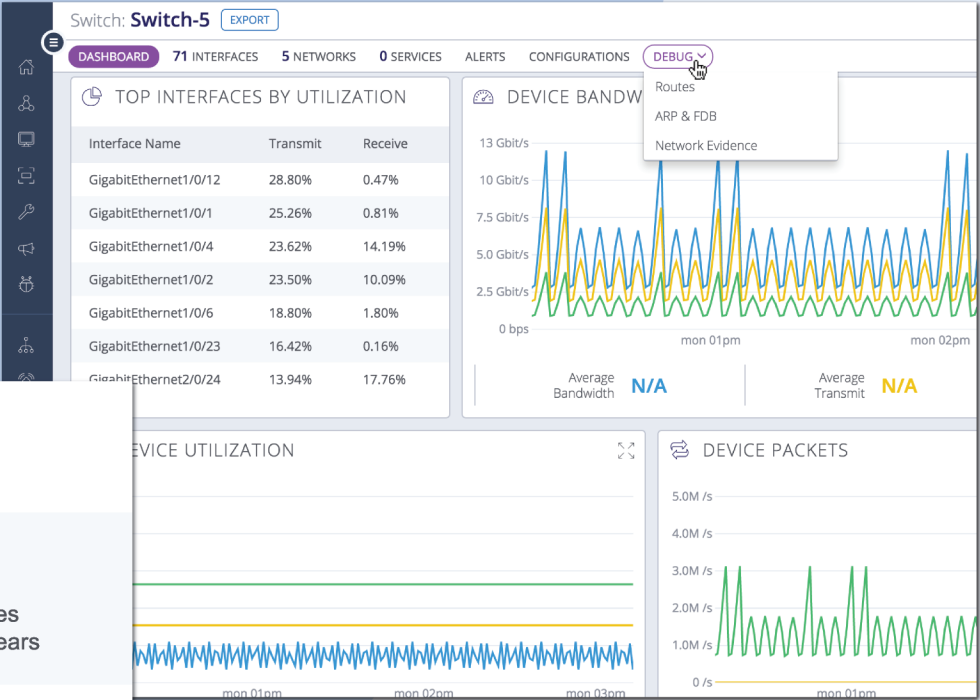 Switch: Switch-5 EXPORT
DASHBOARD 71 INTERFACES 5 NETWORKS 0 SERVICES ALERTS CONFIGURATIONS DEBUG
Routes
ARP & FDB
Network Evidence
TOP INTERFACES BY UTILIZATION
Interface Name Transmit Receive
GigabitEthernet1/0/12 28.80% 0.47%
GigabitEthernet1/0/1 25.26% 0.81%
GigabitEthernet1/0/4 23.62% 14.19%
GigabitEthernet1/0/2 23.50% 10.09%
GigabitEthernet1/0/6 18.80% 1.80%
GigabitEthernet1/0/23 16.42% 0.16%
GigabitEthernet2/0/24 13.94% 17.76%
DEVICE BANDW
13 Gbit/s
10 Gbit/s
7.5 Gbit/s
5.0 Gbit/s
2.5 Gbit/s
0 bps
mon 01pm mon 02pm
Average Bandwidth N/A
Average Transmit N/A
EVICE UTILIZATION
mon 01pm mon 02pm mon 03pm
DEVICE PACKETS
5.0M /s
4.0M /s
3.0M /s
2.0M /s
1.0M /s
0 /s
mon 01pm
es
ears